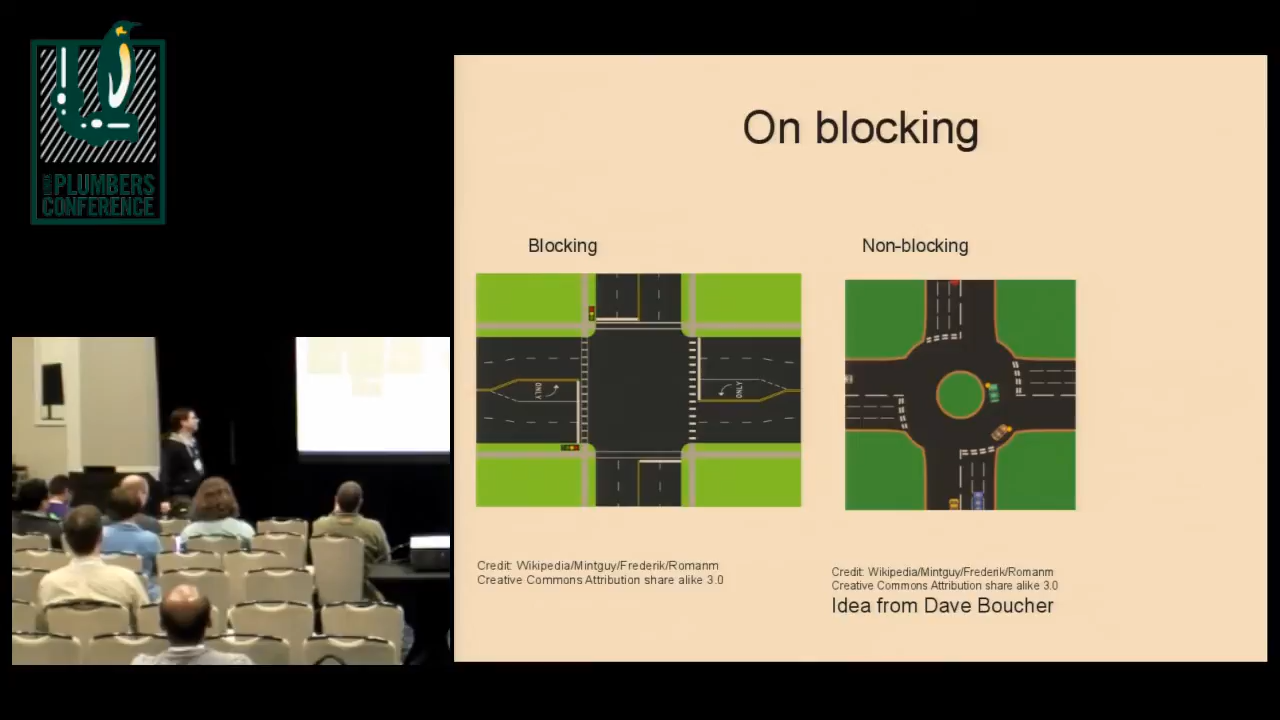 LINUX
PLUMBERS
CONFERENCE
On blocking
Blocking
Non-blocking
ONLY
ONLY
Credit: Wikipedia/Mintguy/Frederik/Romanm
Creative Commons Attribution share alike 3.0
Credit: Wikipedia/Mintguy/Frederik/Romanm
Creative Commons Attribution share alike 3.0
Idea from Dave Boucher